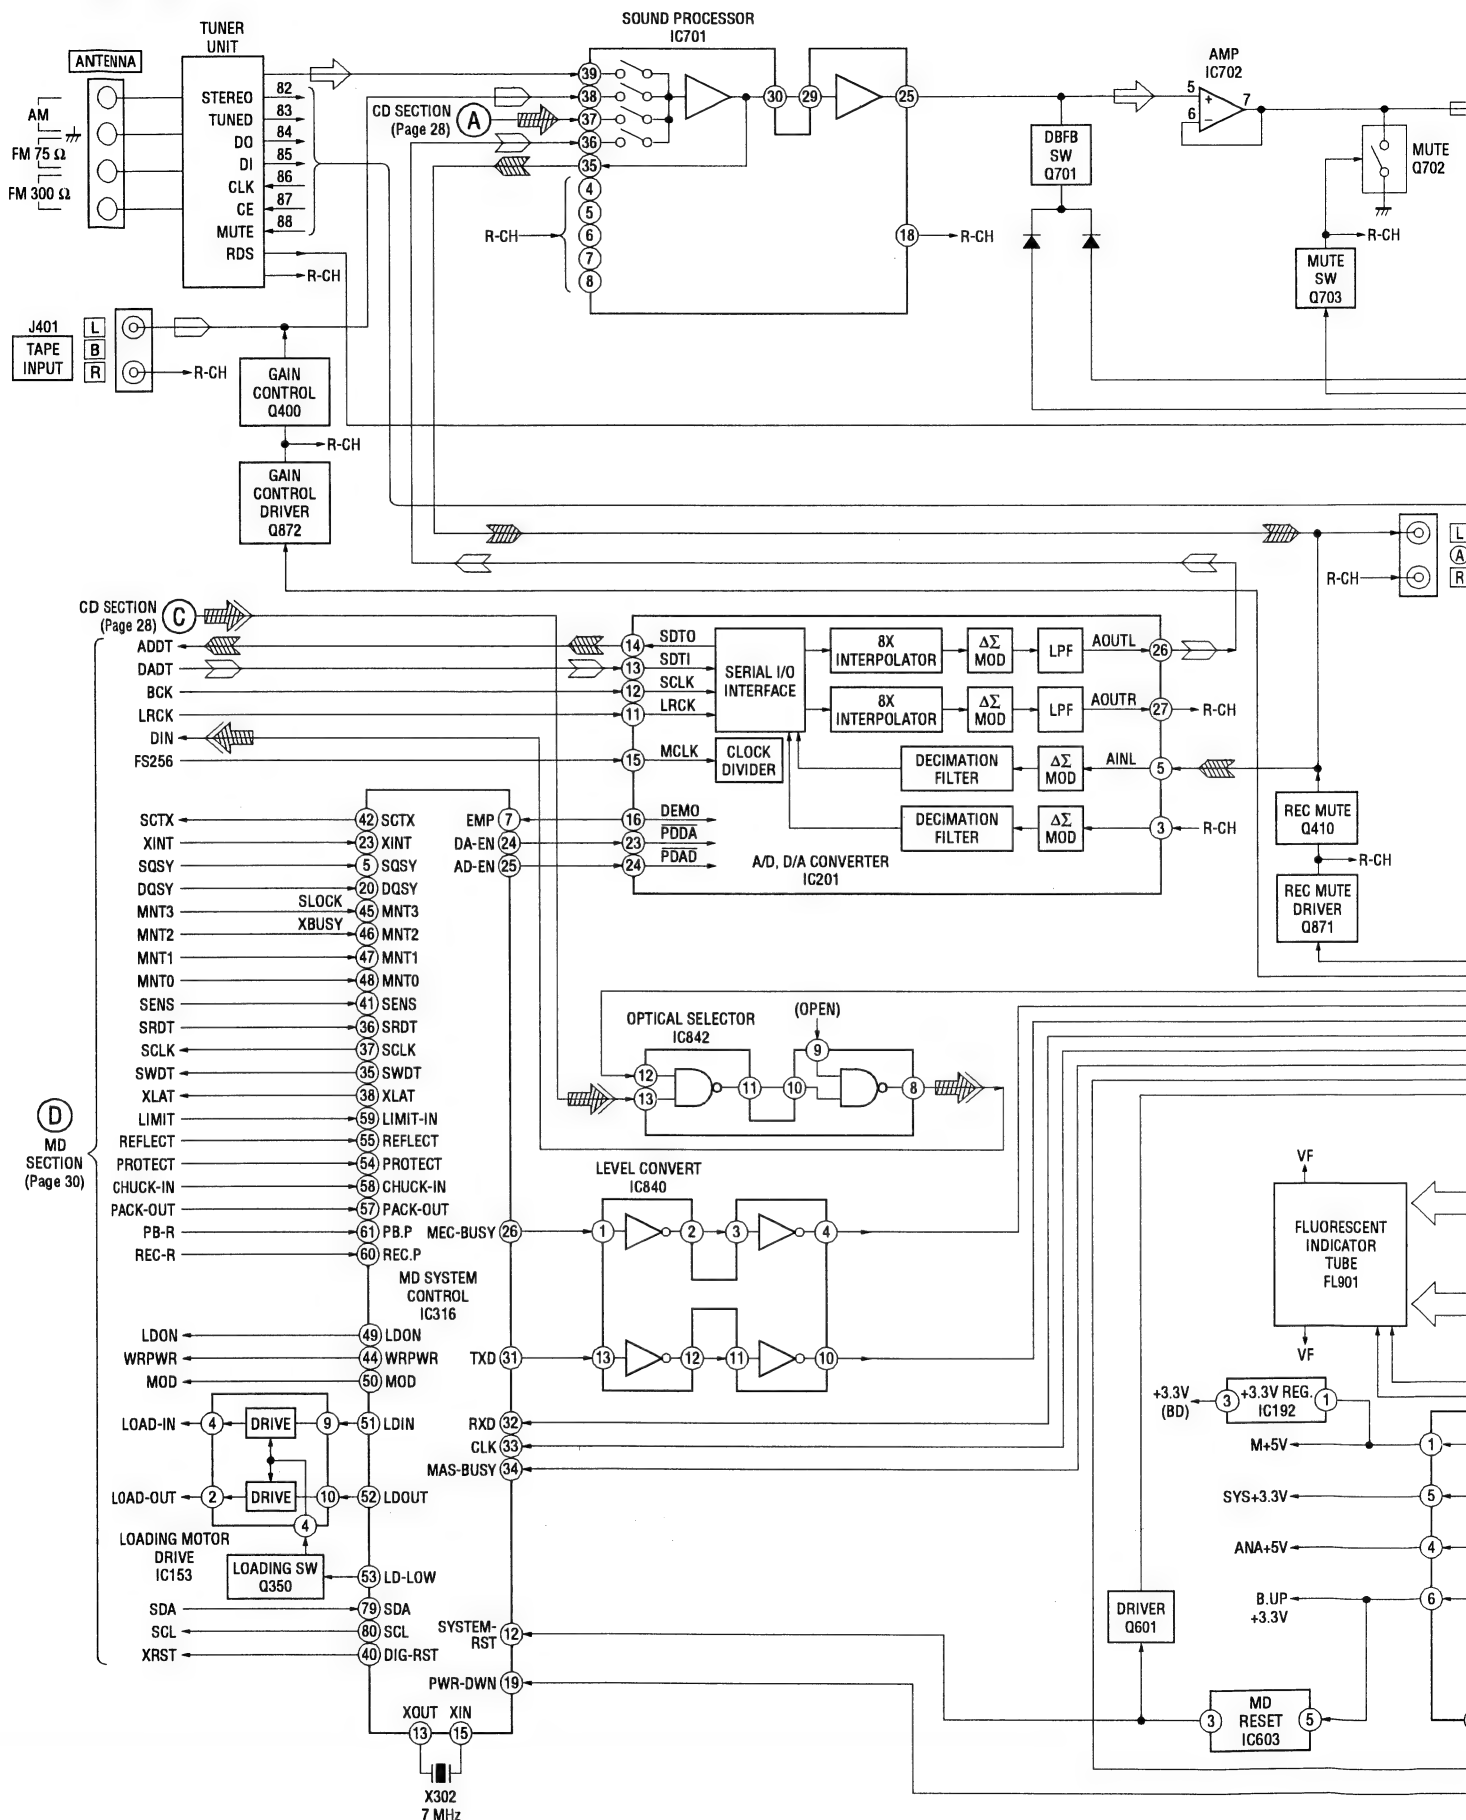 SOUND PROCESSOR
IC701
TUNER
UNIT
ANTENNA
AM
FM 75 Ω
FM 300 Ω
STEREO 82
TUNED 83
DO 84
DI 85
CLK 86
CE 87
MUTE 88
RDS
R-CH
CD SECTION
(Page 28)
A
39
38
37
36
35
4
5
6
7
8
R-CH
30
29
25
18
R-CH
AMP
IC702
5
+
6
−
7
DBFB
SW
Q701
MUTE
Q702
R-CH
MUTE
SW
Q703
J401
TAPE
INPUT
L
B
R
R-CH
GAIN
CONTROL
Q400
R-CH
GAIN
CONTROL
DRIVER
Q872
L
A
R
R-CH
CD SECTION
(Page 28)
C
ADDT
DADT
BCK
LRCK
DIN
FS256
14 SDTO
13 SDTI
12 SCLK
11 LRCK
15 MCLK
16 DEMO
23 PDDA
24 PDAD
SERIAL I/O
INTERFACE
CLOCK
DIVIDER
8X
INTERPOLATOR
ΔΣ
MOD
LPF
AOUTL
26
8X
INTERPOLATOR
ΔΣ
MOD
LPF
AOUTR
27
R-CH
DECIMATION
FILTER
ΔΣ
MOD
AINL
5
DECIMATION
FILTER
ΔΣ
MOD
3
R-CH
A/D, D/A CONVERTER
IC201
REC MUTE
Q410
R-CH
REC MUTE
DRIVER
Q871
SCTX 42 SCTX
XINT 23 XINT
SQSY 5 SQSY
DQSY 20 DQSY
MNT3 SLOCK 45 MNT3
MNT2 XBUSY 46 MNT2
MNT1 47 MNT1
MNT0 48 MNT0
SENS 41 SENS
SRDT 36 SRDT
SCLK 37 SCLK
SWDT 35 SWDT
XLAT 38 XLAT
LIMIT 59 LIMIT-IN
REFLECT 55 REFLECT
PROTECT 54 PROTECT
CHUCK-IN 58 CHUCK-IN
PACK-OUT 57 PACK-OUT
PB-R 61 PB.P
REC-R 60 REC.P
EMP 7
DA-EN 24
AD-EN 25
MEC-BUSY 26
D
MD
SECTION
(Page 30)
MD SYSTEM
CONTROL
IC316
LDON 49 LDON
WRPWR 44 WRPWR
MOD 50 MOD
LOAD-IN 4 DRIVE 9 51 LDIN
LOAD-OUT 2 DRIVE 10 52 LDOUT
4
LOADING MOTOR
DRIVE
IC153
LOADING SW
Q350
53 LD-LOW
SDA 79 SDA
SCL 80 SCL
XRST 40 DIG-RST
TXD 31
RXD 32
CLK 33
MAS-BUSY 34
SYSTEM-
RST
12
PWR-DWN 19
XOUT XIN
13 15
X302
7 MHz
OPTICAL SELECTOR
IC842
(OPEN)
9
12
13
11
10
8
LEVEL CONVERT
IC840
1
2
3
4
13
12
11
10
VF
FLUORESCENT
INDICATOR
TUBE
FL901
VF
+3.3V
(BD)
3
+3.3V REG.
IC192
1
M+5V 1
SYS+3.3V 5
ANA+5V 4
B.UP
+3.3V
6
DRIVER
Q601
3
MD
RESET
IC603
5